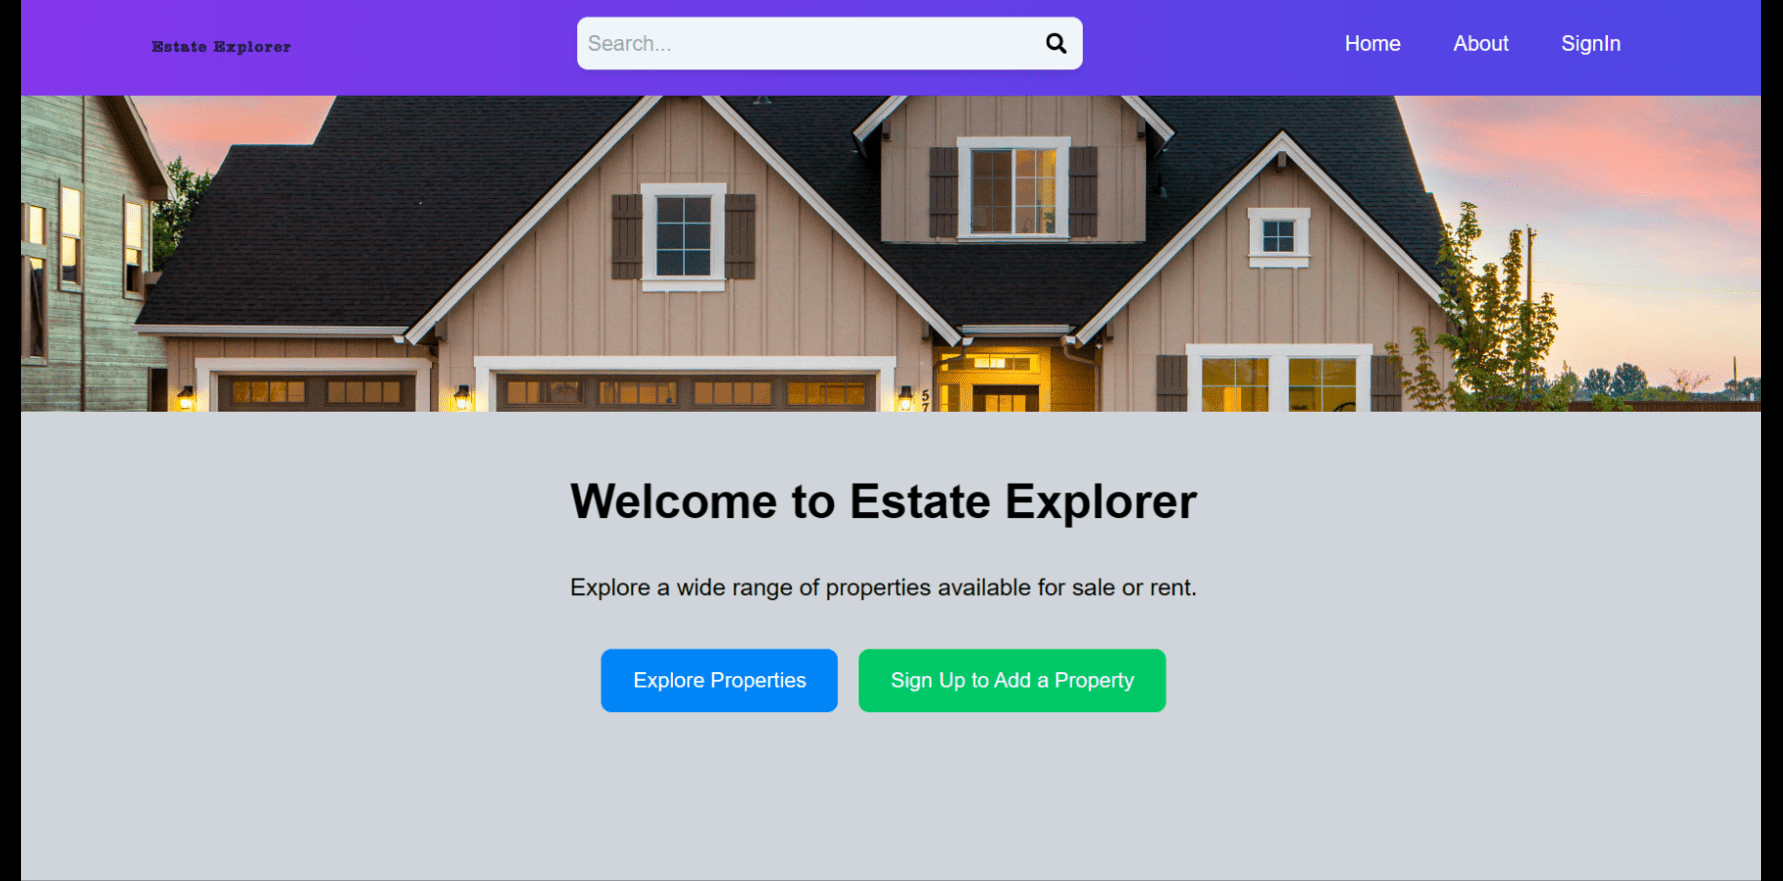 Estate Explorer
Search...
Home About SignIn
57
Welcome to Estate Explorer
Explore a wide range of properties available for sale or rent.
Explore Properties Sign Up to Add a Property